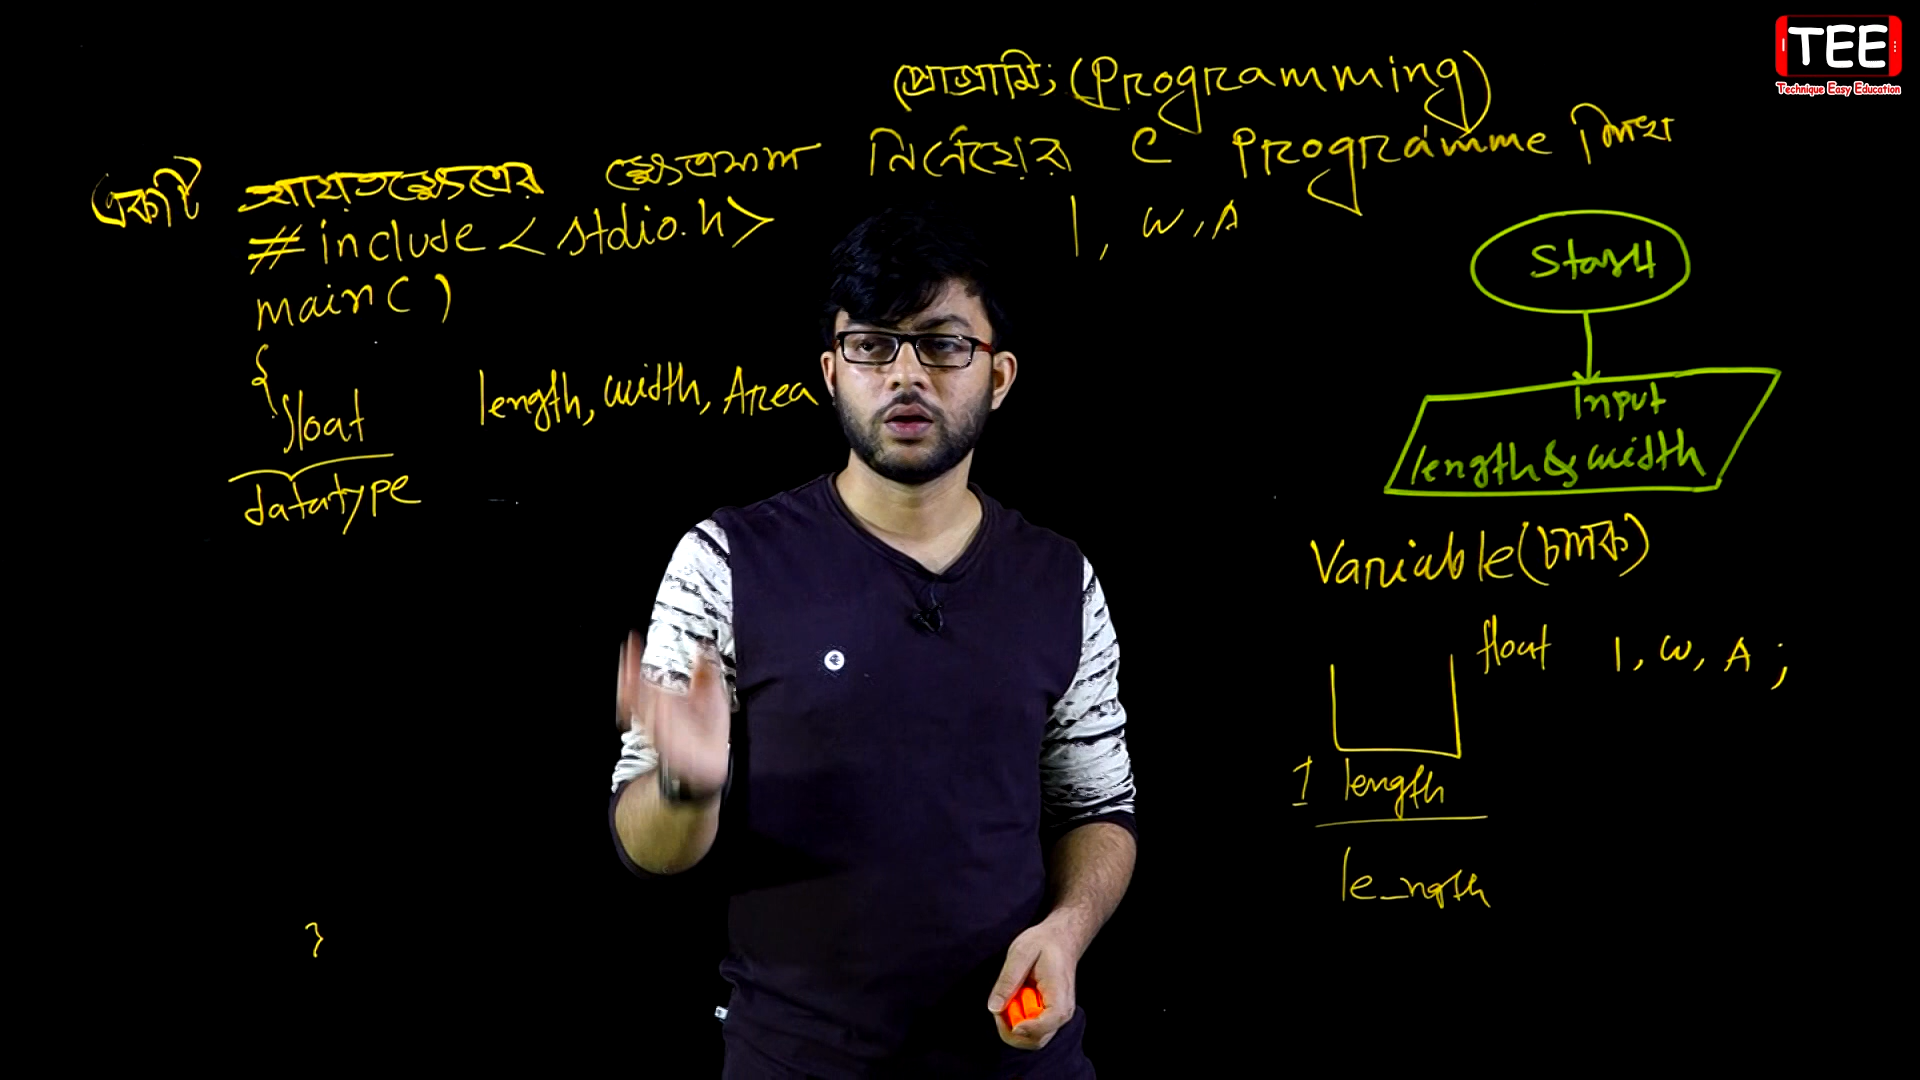 TEE
Technique Easy Education
প্রোগ্রামিং (Programming)
একটি আয়তক্ষেত্রের ক্ষেত্রফল নির্ণয়ের C Programme লিখ
#include <stdio.h>
l, w, A
main()
{
float length, width, Area
datatype
}
Start
Input
length & width
Variable (চলক)
float l, w, A ;
1 length
le_ngth